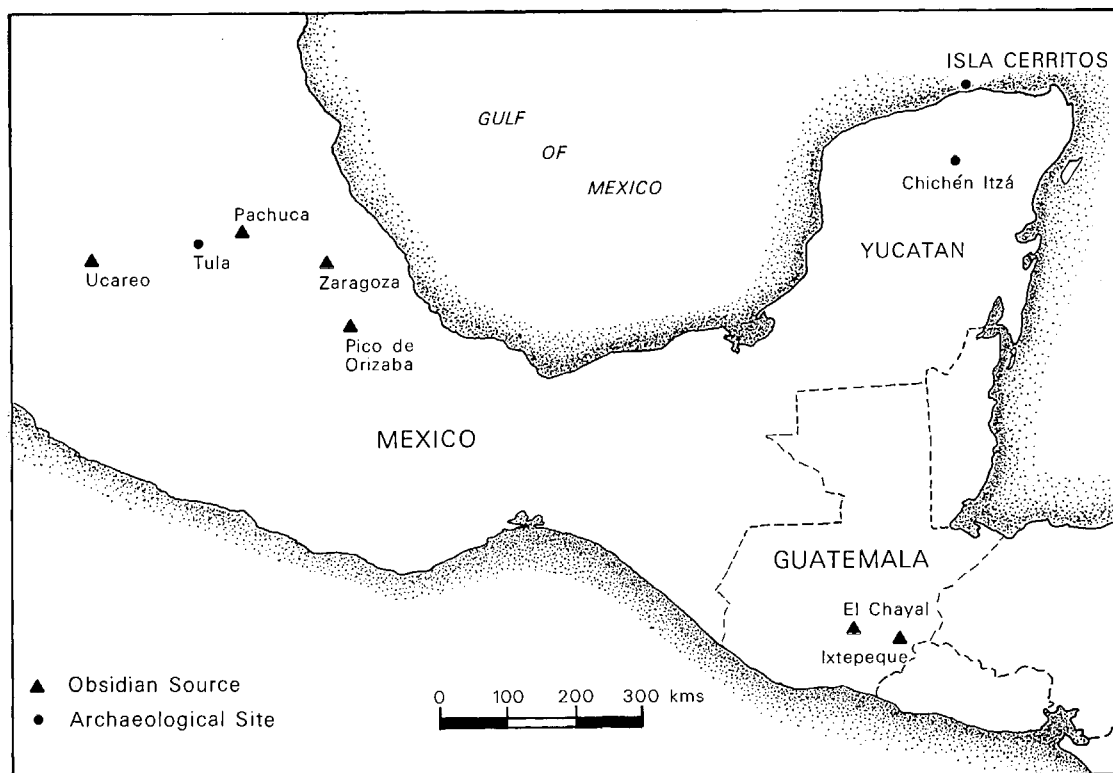 ISLA CERRITOS
GULF
OF
MEXICO
Chichén Itzá
Pachuca
Tula
Ucareo
Zaragoza
YUCATAN
Pico de
Orizaba
MEXICO
GUATEMALA
El Chayal
Ixtepeque
Obsidian Source
Archaeological Site
0 100 200 300 kms